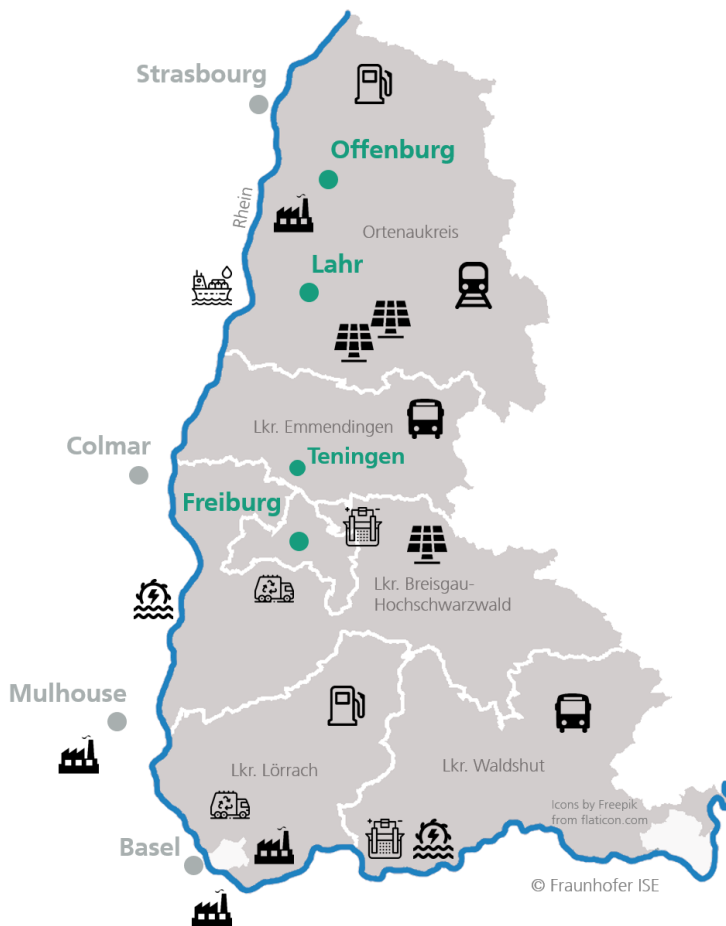 Strasbourg
Offenburg
Rhein
Ortenaukreis
Lahr
Lkr. Emmendingen
Colmar
Teningen
Freiburg
Lkr. Breisgau-
Hochschwarzwald
Mulhouse
Lkr. Lörrach
Lkr. Waldshut
Icons by Freepik
from flaticon.com
Basel
© Fraunhofer ISE